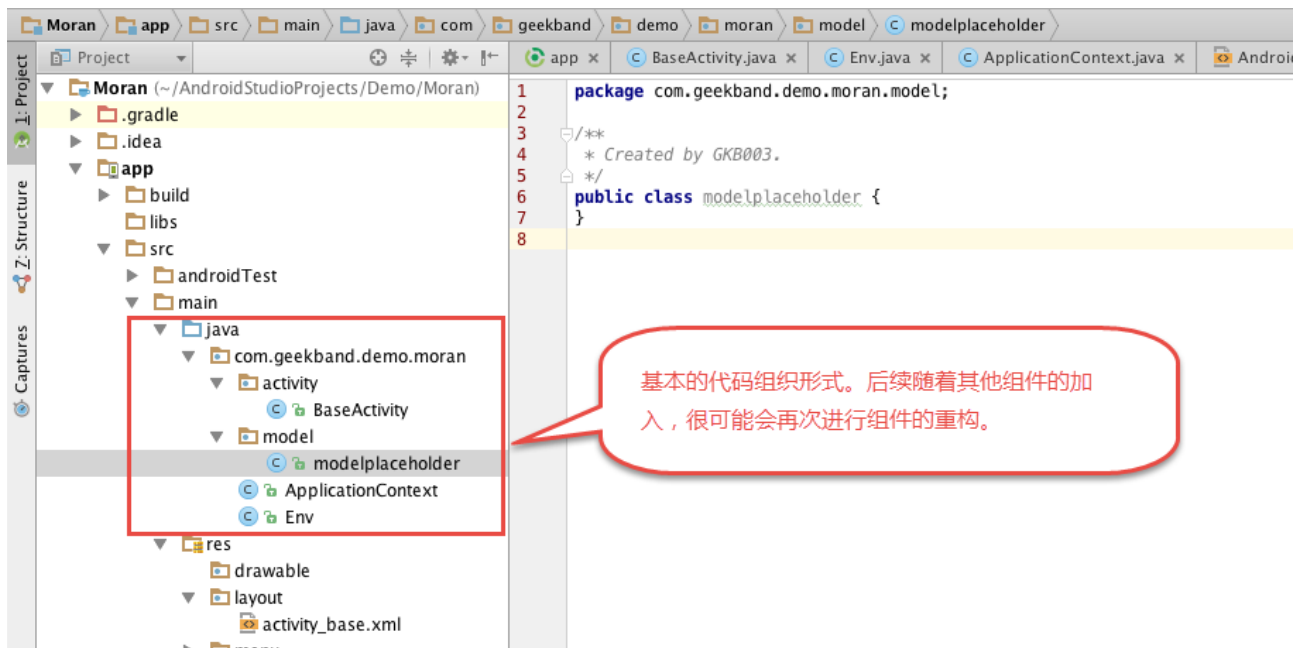 Moran app src main java com geekband demo moran model modelplaceholder
Project
app BaseActivity.java Env.java ApplicationContext.java
1: Project
Z: Structure
Captures
Moran (~/AndroidStudioProjects/Demo/Moran)
.gradle
.idea
app
build
libs
src
androidTest
main
java
com.geekband.demo.moran
activity
BaseActivity
model
modelplaceholder
ApplicationContext
Env
res
drawable
layout
activity_base.xml
1 package com.geekband.demo.moran.model;
2
3 /**
4 * Created by GKB003.
5 */
6 public class modelplaceholder {
7 }
8
基本的代码组织形式。后续随着其他组件的加
入，很可能会再次进行组件的重构。